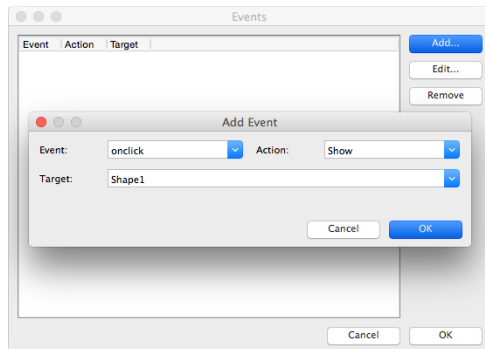 Events
Event Action Target
Add...
Edit...
Remove
Add Event
Event: onclick Action: Show
Target: Shape1
Cancel OK
Cancel OK